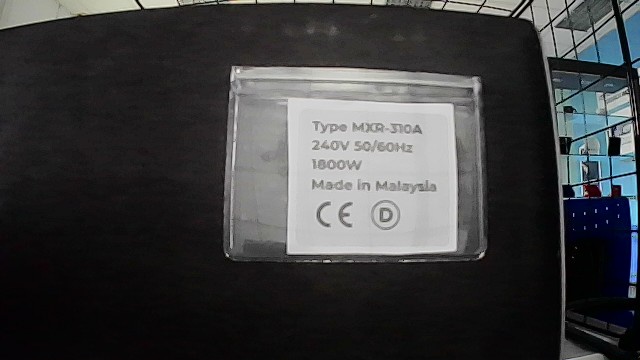 Type MXR-310A
240V 50/60Hz
1800W
Made in Malaysia
CE D